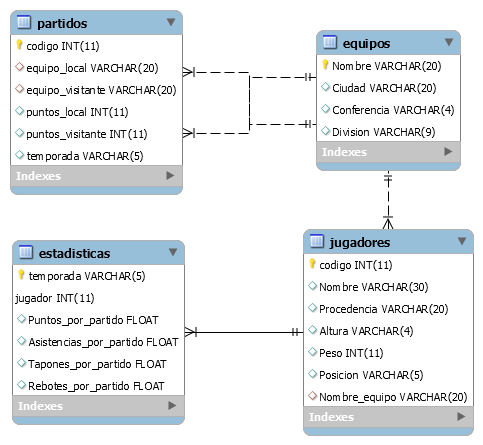 partidos
codigo INT(11)
equipo_local VARCHAR(20)
equipo_visitante VARCHAR(20)
puntos_local INT(11)
puntos_visitante INT(11)
temporada VARCHAR(5)
Indexes
equipos
Nombre VARCHAR(20)
Ciudad VARCHAR(20)
Conferencia VARCHAR(4)
Division VARCHAR(9)
Indexes
estadisticas
temporada VARCHAR(5)
jugador INT(11)
Puntos_por_partido FLOAT
Asistencias_por_partido FLOAT
Tapones_por_partido FLOAT
Rebotes_por_partido FLOAT
Indexes
jugadores
codigo INT(11)
Nombre VARCHAR(30)
Procedencia VARCHAR(20)
Altura VARCHAR(4)
Peso INT(11)
Posicion VARCHAR(5)
Nombre_equipo VARCHAR(20)
Indexes